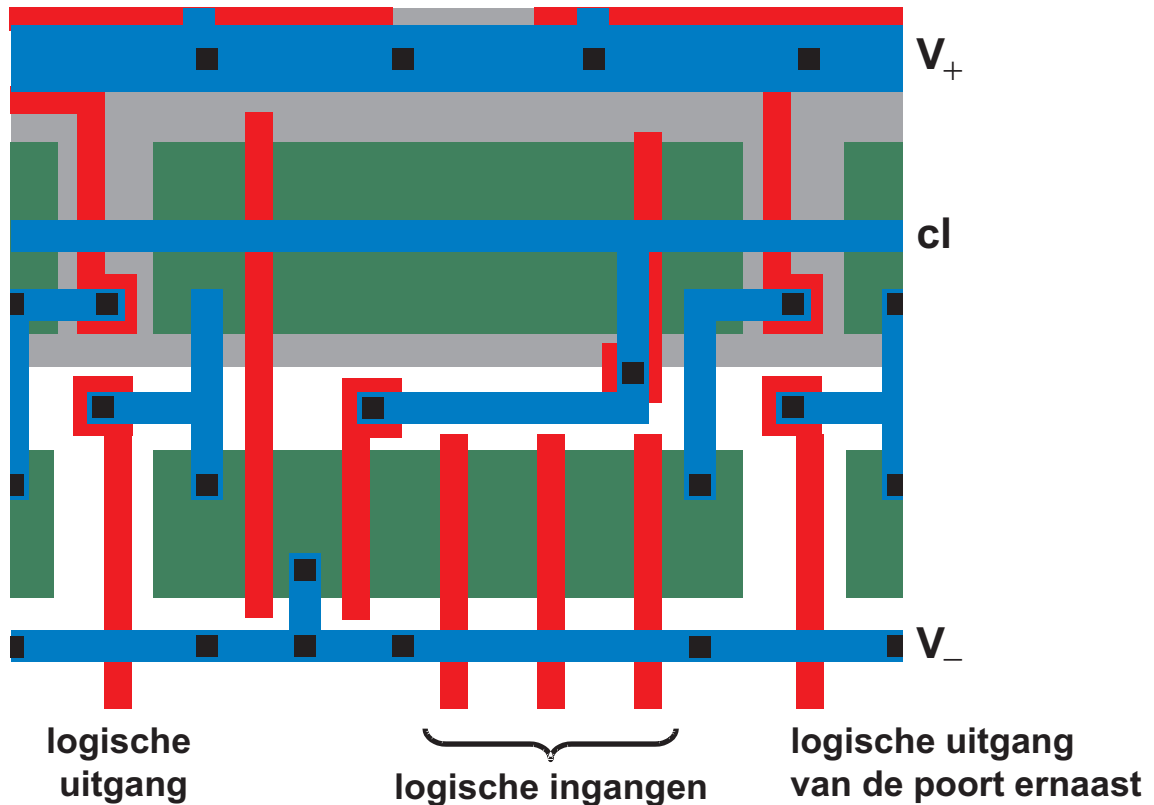 V+
cl
V−
logische
uitgang
logische ingangen
logische uitgang
van de poort ernaast